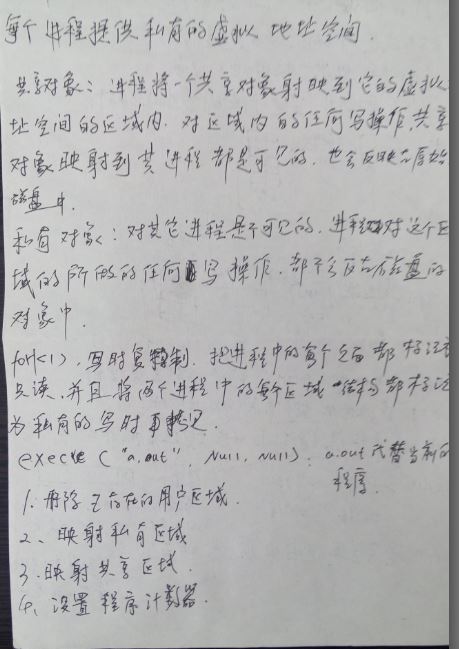 每个进程提供私有的虚拟地址空间.
共享对象:进程将一个共享对象射映到它的虚拟
址空间的区域内.对区域内的任何写操作,共享
对象映射到其进程都是可见的,也会反映在原始
磁盘中.
私有对象:对其它进程是不可见的,进程对这个区
域的所做的任何写操作,都不会反在磁盘的
对象中.
fork(),写时复制.把进程中的每个页面都标记
只读,并且将两个进程中的每个区域结构都标记
为私有的写时
execve("a.out", NULL, NULL); a.out代替当前的
程序.
1.删除已存在的用户区域.
2、映射私有区域
3.映射共享区域.
4、设置程序计数器.